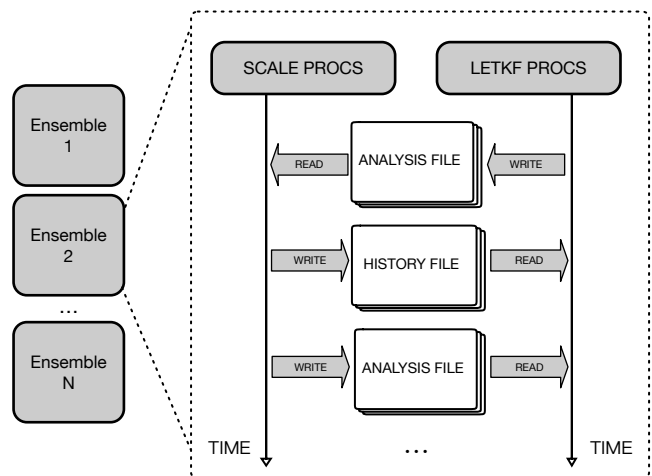 Ensemble
1
Ensemble
2
...
Ensemble
N
SCALE PROCS
LETKF PROCS
READ
ANALYSIS FILE
WRITE
WRITE
HISTORY FILE
READ
WRITE
ANALYSIS FILE
READ
TIME
...
TIME